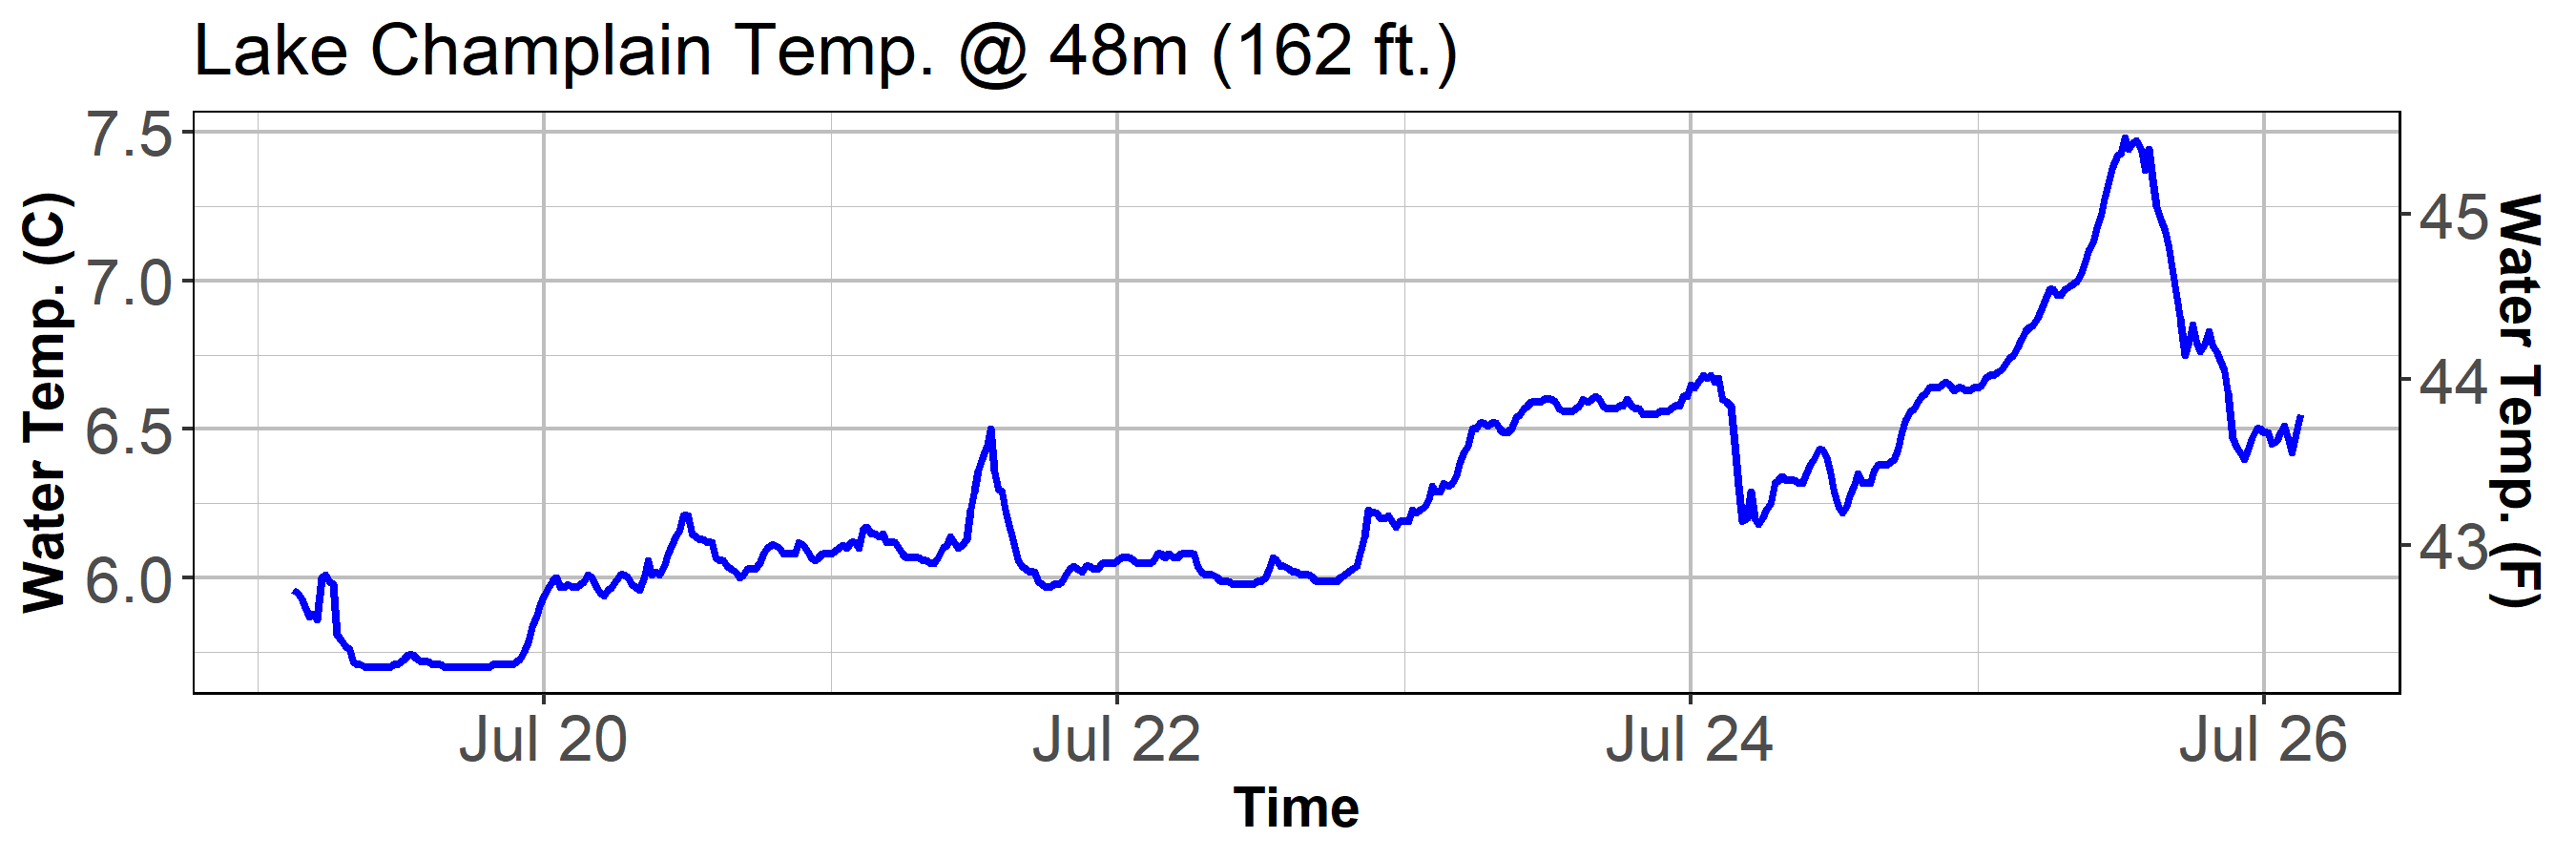 Lake Champlain Temp. @ 48m (162 ft.)
Water Temp. (C)
7.5
7.0
6.5
6.0
45
44
43
Water Temp. (F)
Jul 20 Jul 22 Jul 24 Jul 26
Time